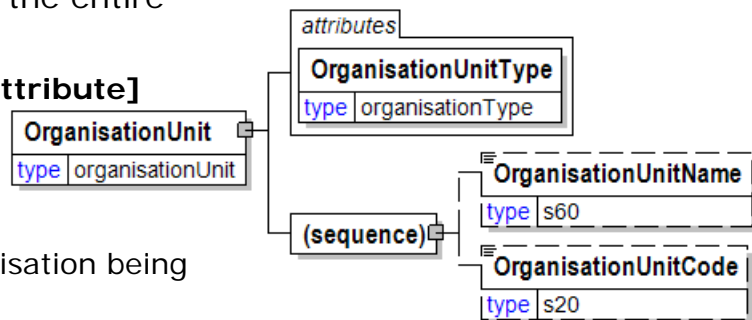 the entire
attributes
OrganisationUnitType
type organisationType
ttribute]
OrganisationUnit
type organisationUnit
OrganisationUnitName
type s60
(sequence)
isation being
OrganisationUnitCode
type s20